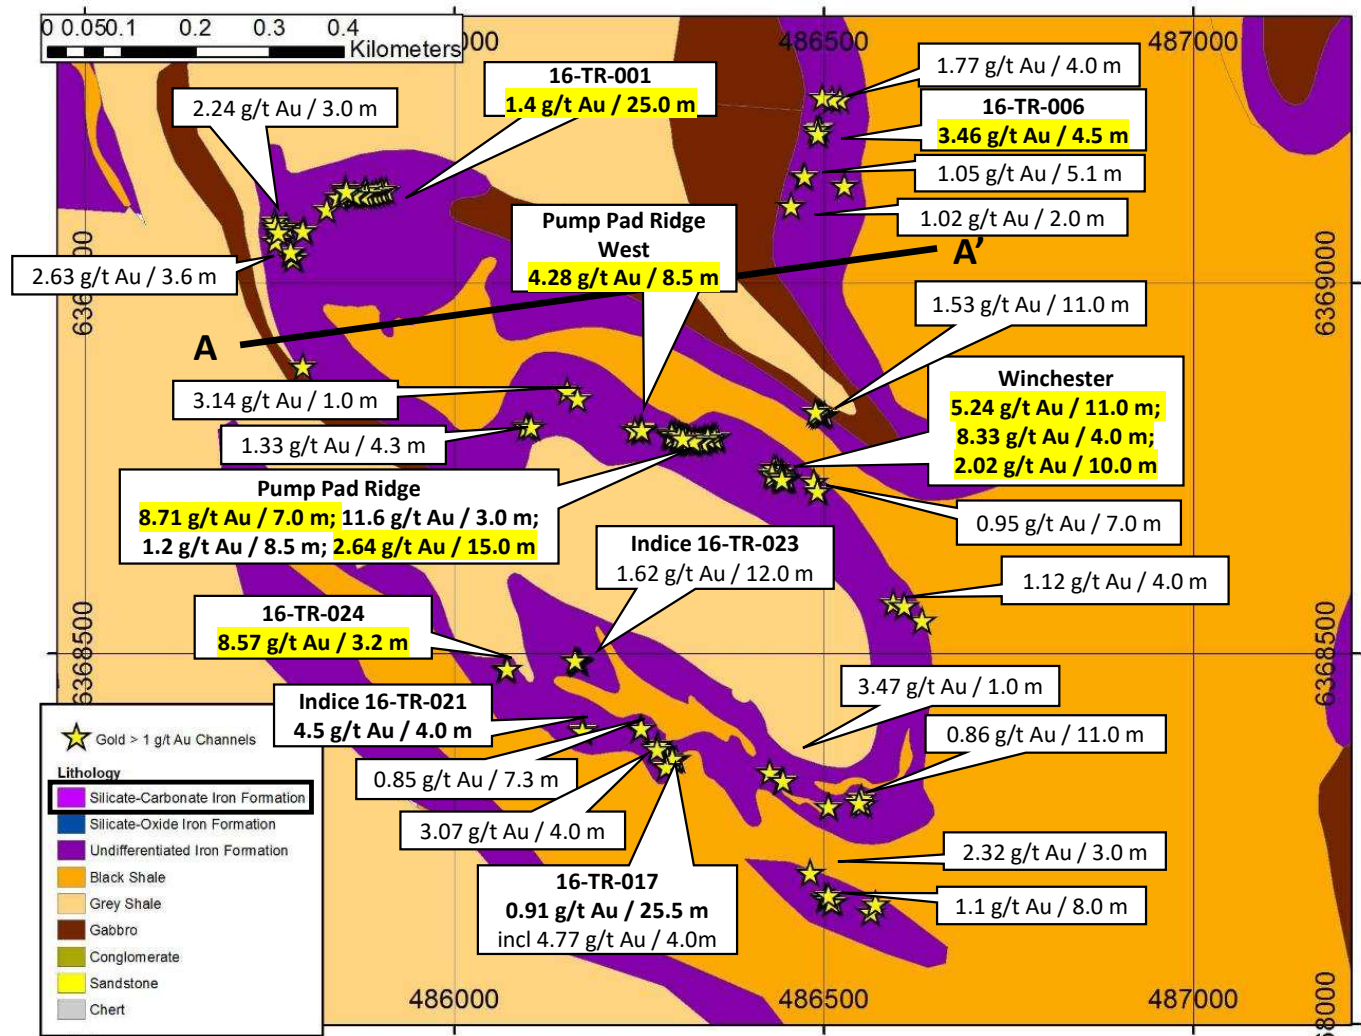 0 0.05 0.1 0.2 0.3 0.4
Kilometers
486500
487000
16-TR-001
1.4 g/t Au / 25.0 m
1.77 g/t Au / 4.0 m
2.24 g/t Au / 3.0 m
16-TR-006
3.46 g/t Au / 4.5 m
1.05 g/t Au / 5.1 m
1.02 g/t Au / 2.0 m
Pump Pad Ridge
West
4.28 g/t Au / 8.5 m
A'
2.63 g/t Au / 3.6 m
6369000
1.53 g/t Au / 11.0 m
A
3.14 g/t Au / 1.0 m
Winchester
5.24 g/t Au / 11.0 m;
8.33 g/t Au / 4.0 m;
2.02 g/t Au / 10.0 m
1.33 g/t Au / 4.3 m
Pump Pad Ridge
8.71 g/t Au / 7.0 m; 11.6 g/t Au / 3.0 m;
1.2 g/t Au / 8.5 m; 2.64 g/t Au / 15.0 m
0.95 g/t Au / 7.0 m
Indice 16-TR-023
1.62 g/t Au / 12.0 m
1.12 g/t Au / 4.0 m
16-TR-024
8.57 g/t Au / 3.2 m
6368500
6368500
3.47 g/t Au / 1.0 m
Indice 16-TR-021
4.5 g/t Au / 4.0 m
0.86 g/t Au / 11.0 m
0.85 g/t Au / 7.3 m
3.07 g/t Au / 4.0 m
2.32 g/t Au / 3.0 m
16-TR-017
0.91 g/t Au / 25.5 m
incl 4.77 g/t Au / 4.0m
1.1 g/t Au / 8.0 m
Gold > 1 g/t Au Channels
Lithology
Silicate-Carbonate Iron Formation
Silicate-Oxide Iron Formation
Undifferentiated Iron Formation
Black Shale
Grey Shale
Gabbro
Conglomerate
Sandstone
Chert
486000
486500
487000